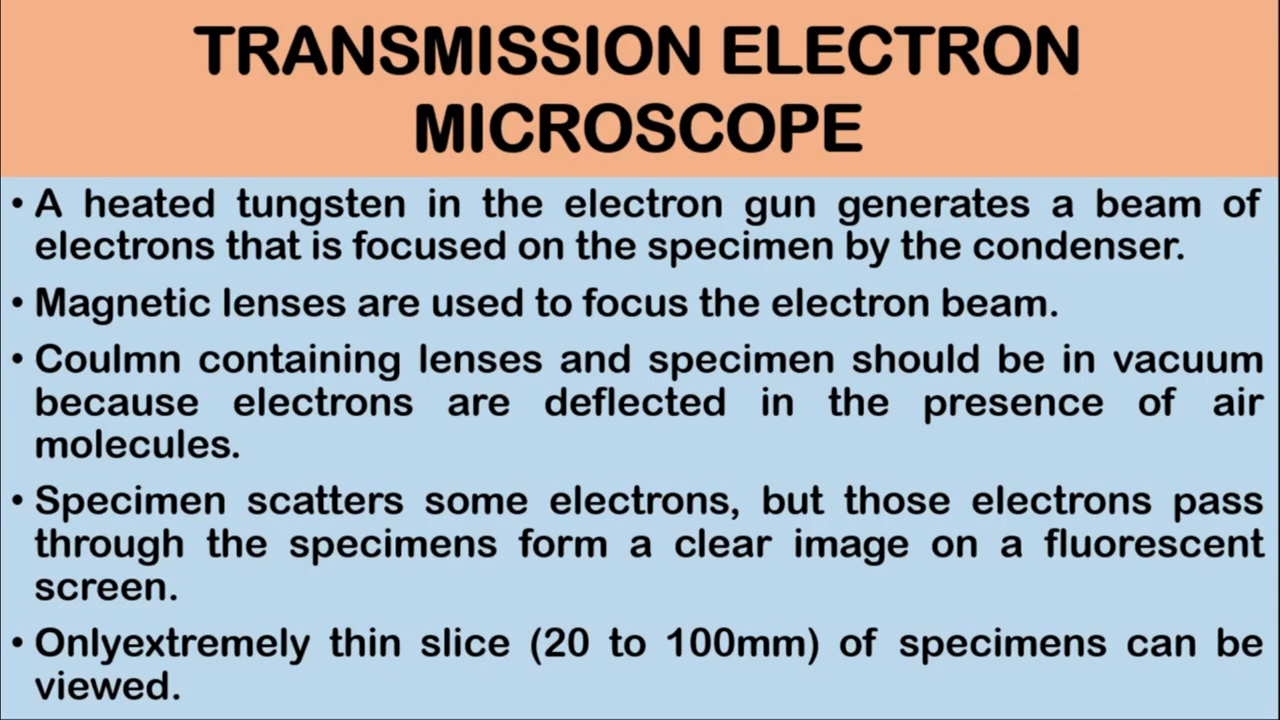 TRANSMISSION ELECTRON
MICROSCOPE
• A heated tungsten in the electron gun generates a beam of
electrons that is focused on the specimen by the condenser.
• Magnetic lenses are used to focus the electron beam.
• Coulmn containing lenses and specimen should be in vacuum
because electrons are deflected in the presence of air
molecules.
• Specimen scatters some electrons, but those electrons pass
through the specimens form a clear image on a fluorescent
screen.
• Onlyextremely thin slice (20 to 100mm) of specimens can be
viewed.